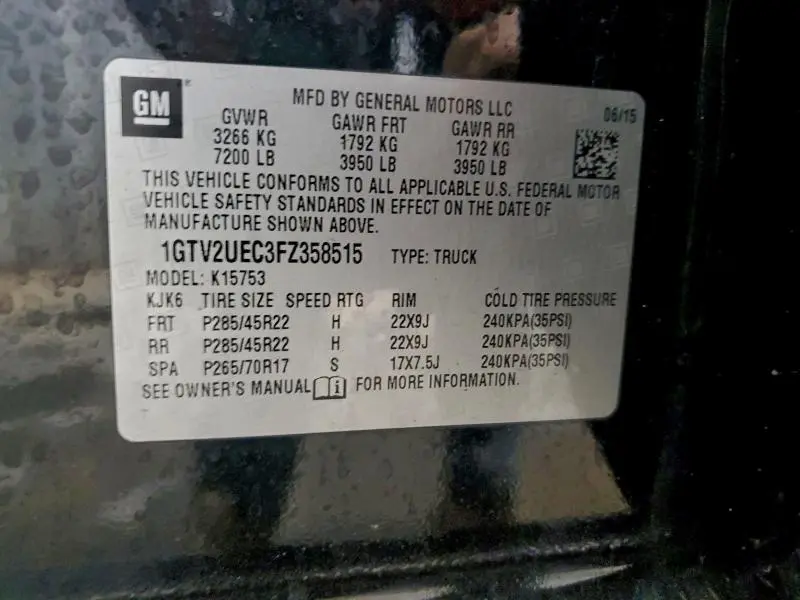 GM
MFD BY GENERAL MOTORS LLC 06/15
GVWR GAWR FRT GAWR RR
3266 KG 1792 KG 1792 KG
7200 LB 3950 LB 3950 LB
THIS VEHICLE CONFORMS TO ALL APPLICABLE U.S. FEDERAL MOTOR
VEHICLE SAFETY STANDARDS IN EFFECT ON THE DATE OF
MANUFACTURE SHOWN ABOVE.
1GTV2UEC3FZ358515 TYPE: TRUCK
MODEL: K15753
KJK6 TIRE SIZE SPEED RTG RIM COLD TIRE PRESSURE
FRT P285/45R22 H 22X9J 240KPA(35PSI)
RR P285/45R22 H 22X9J 240KPA(35PSI)
SPA P265/70R17 S 17X7.5J 240KPA(35PSI)
SEE OWNER'S MANUAL FOR MORE INFORMATION.